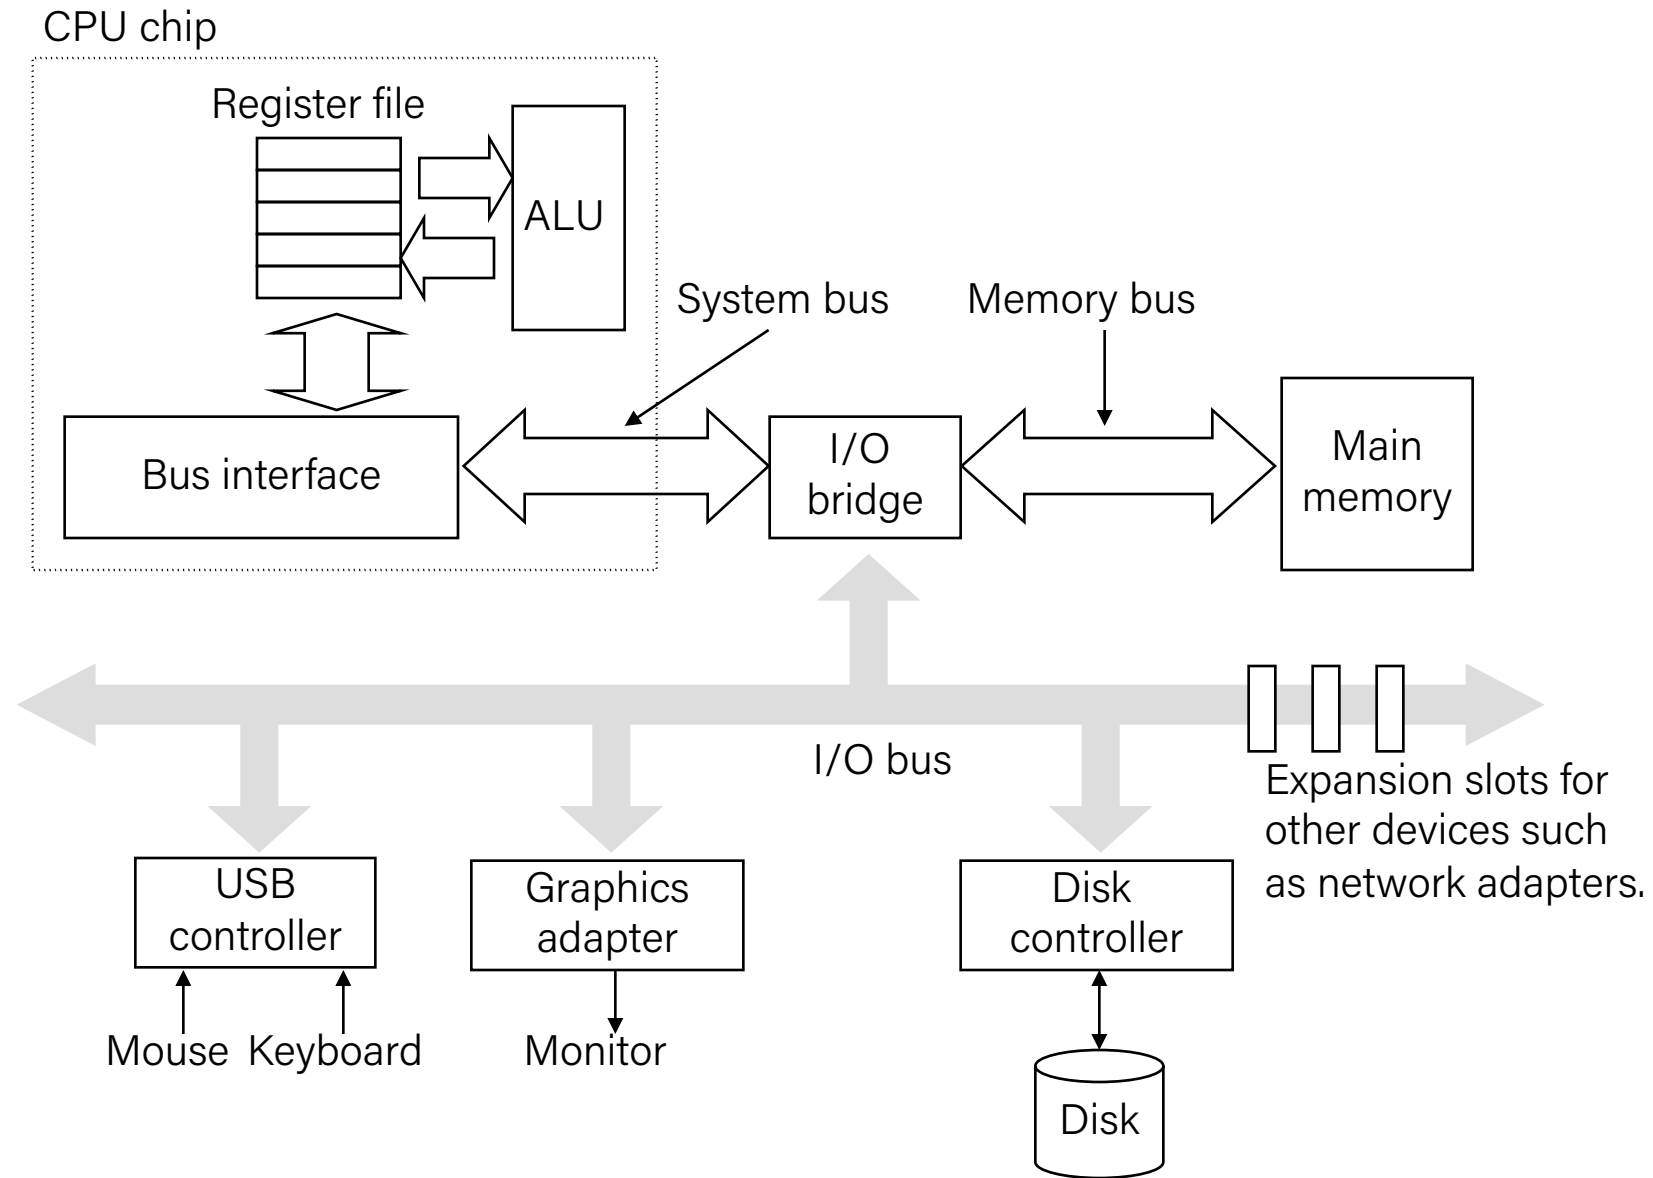 CPU chip
Register file
ALU
System bus
Memory bus
Bus interface
I/O
bridge
Main
memory
I/O bus
Expansion slots for
other devices such
as network adapters.
USB
controller
Graphics
adapter
Disk
controller
Mouse
Keyboard
Monitor
Disk